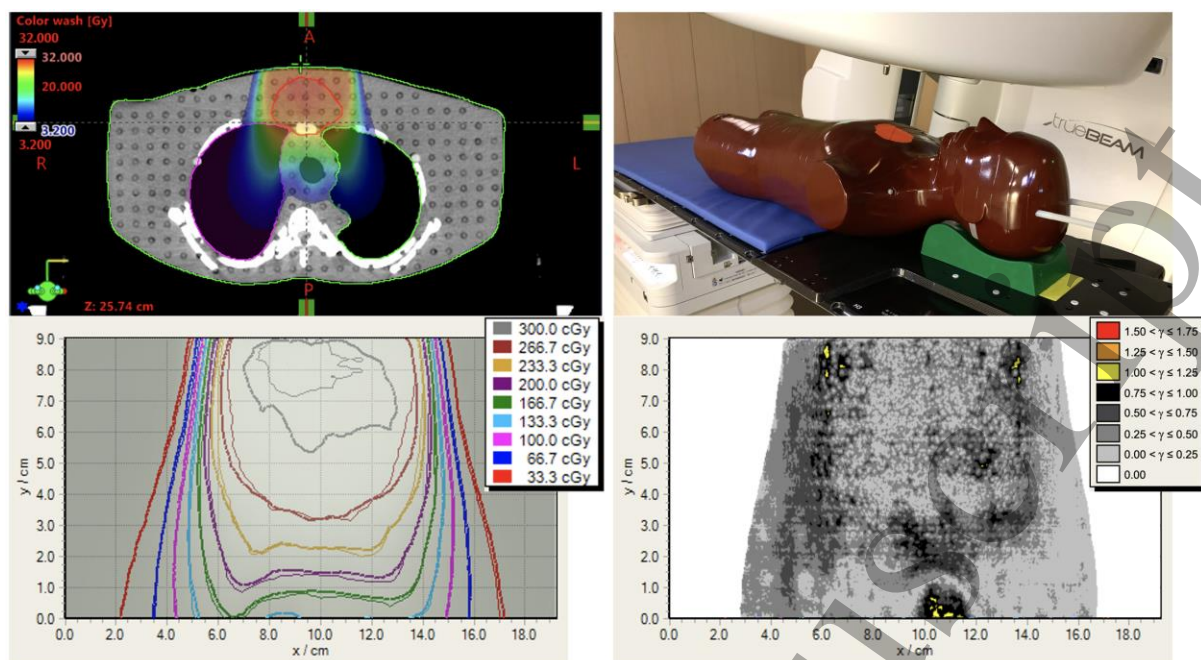 Color wash [Gy]
32.000
32.000
20.000
3.200
3.200
A
R
L
P
Z: 25.74 cm
trueBEAM
300.0 cGy
266.7 cGy
233.3 cGy
200.0 cGy
166.7 cGy
133.3 cGy
100.0 cGy
66.7 cGy
33.3 cGy
9.0
8.0
7.0
6.0
5.0
4.0
3.0
2.0
1.0
0.0
y / cm
0.0 2.0 4.0 6.0 8.0 10.0 12.0 14.0 16.0 18.0
x / cm
1.50 < γ ≤ 1.75
1.25 < γ ≤ 1.50
1.00 < γ ≤ 1.25
0.75 < γ ≤ 1.00
0.50 < γ ≤ 0.75
0.25 < γ ≤ 0.50
0.00 < γ ≤ 0.25
0.00
9.0
8.0
7.0
6.0
5.0
4.0
3.0
2.0
1.0
0.0
y / cm
0.0 2.0 4.0 6.0 8.0 10.0 12.0 14.0 16.0 18.0
x / cm